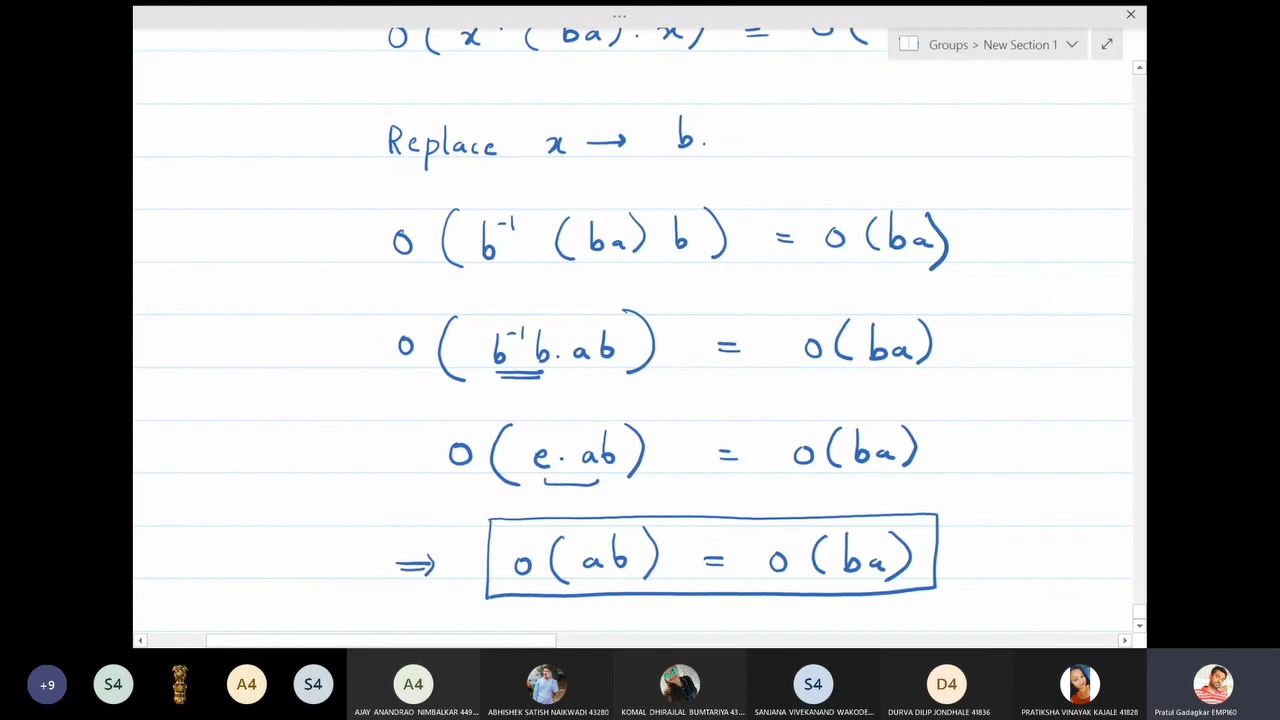 O( x · (ba) · x) = O(
Groups > New Section 1
Replace x → b.
O ( b⁻¹ (ba) b ) = O (ba)
O ( b⁻¹b. ab ) = O (ba)
O ( e. ab ) = O (ba)
⇒ O (ab) = O (ba)
+9
S4
A4
S4
A4
S4
D4
AJAY ANANDRAO NIMBALKAR 449...
ABHISHEK SATISH NAIKWADI 43280
KOMAL DHIRAJLAL BUMTARIYA 43...
SANJANA VIVEKANAND WAKODE...
DURVA DILIP JONDHALE 41836
PRATIKSHA VINAYAK KAJALE 41828
Pratul Gadagkar EMP160